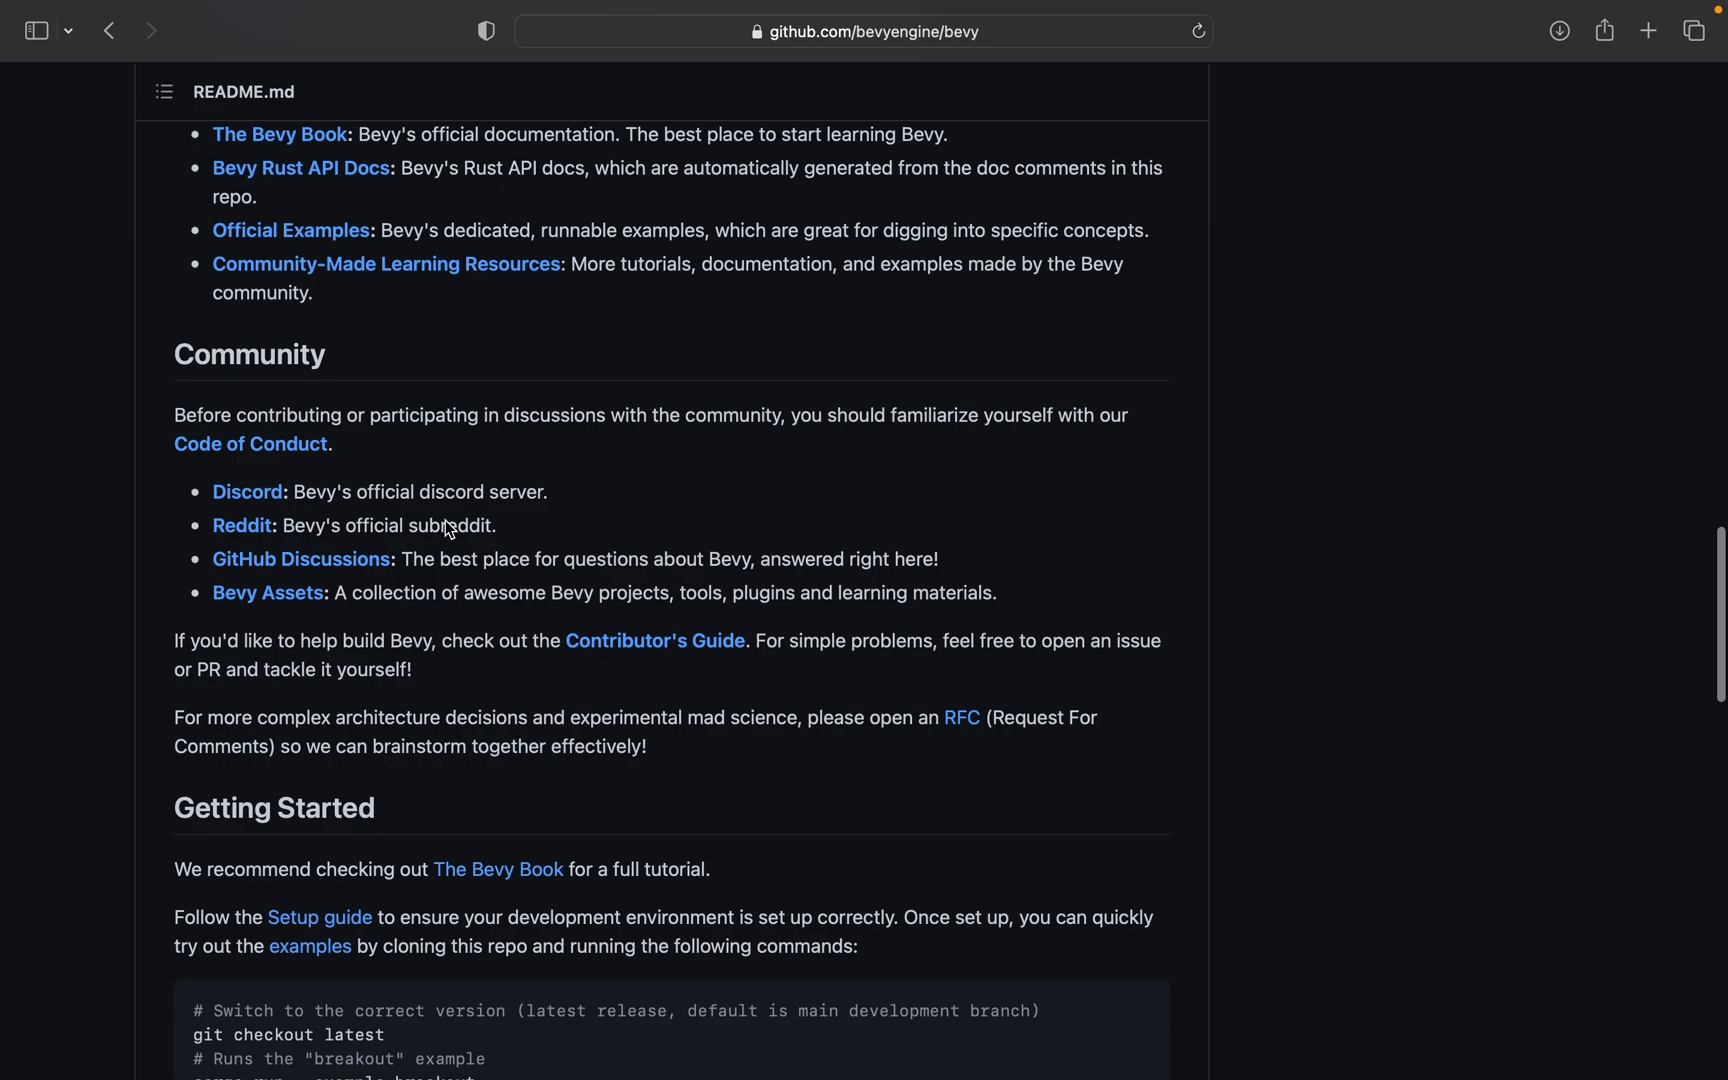 github.com/bevyengine/bevy
README.md
• The Bevy Book: Bevy's official documentation. The best place to start learning Bevy.
• Bevy Rust API Docs: Bevy's Rust API docs, which are automatically generated from the doc comments in this
repo.
• Official Examples: Bevy's dedicated, runnable examples, which are great for digging into specific concepts.
• Community-Made Learning Resources: More tutorials, documentation, and examples made by the Bevy
community.
Community
Before contributing or participating in discussions with the community, you should familiarize yourself with our
Code of Conduct.
• Discord: Bevy's official discord server.
• Reddit: Bevy's official subreddit.
• GitHub Discussions: The best place for questions about Bevy, answered right here!
• Bevy Assets: A collection of awesome Bevy projects, tools, plugins and learning materials.
If you'd like to help build Bevy, check out the Contributor's Guide. For simple problems, feel free to open an issue
or PR and tackle it yourself!
For more complex architecture decisions and experimental mad science, please open an RFC (Request For
Comments) so we can brainstorm together effectively!
Getting Started
We recommend checking out The Bevy Book for a full tutorial.
Follow the Setup guide to ensure your development environment is set up correctly. Once set up, you can quickly
try out the examples by cloning this repo and running the following commands:
# Switch to the correct version (latest release, default is main development branch)
git checkout latest
# Runs the "breakout" example